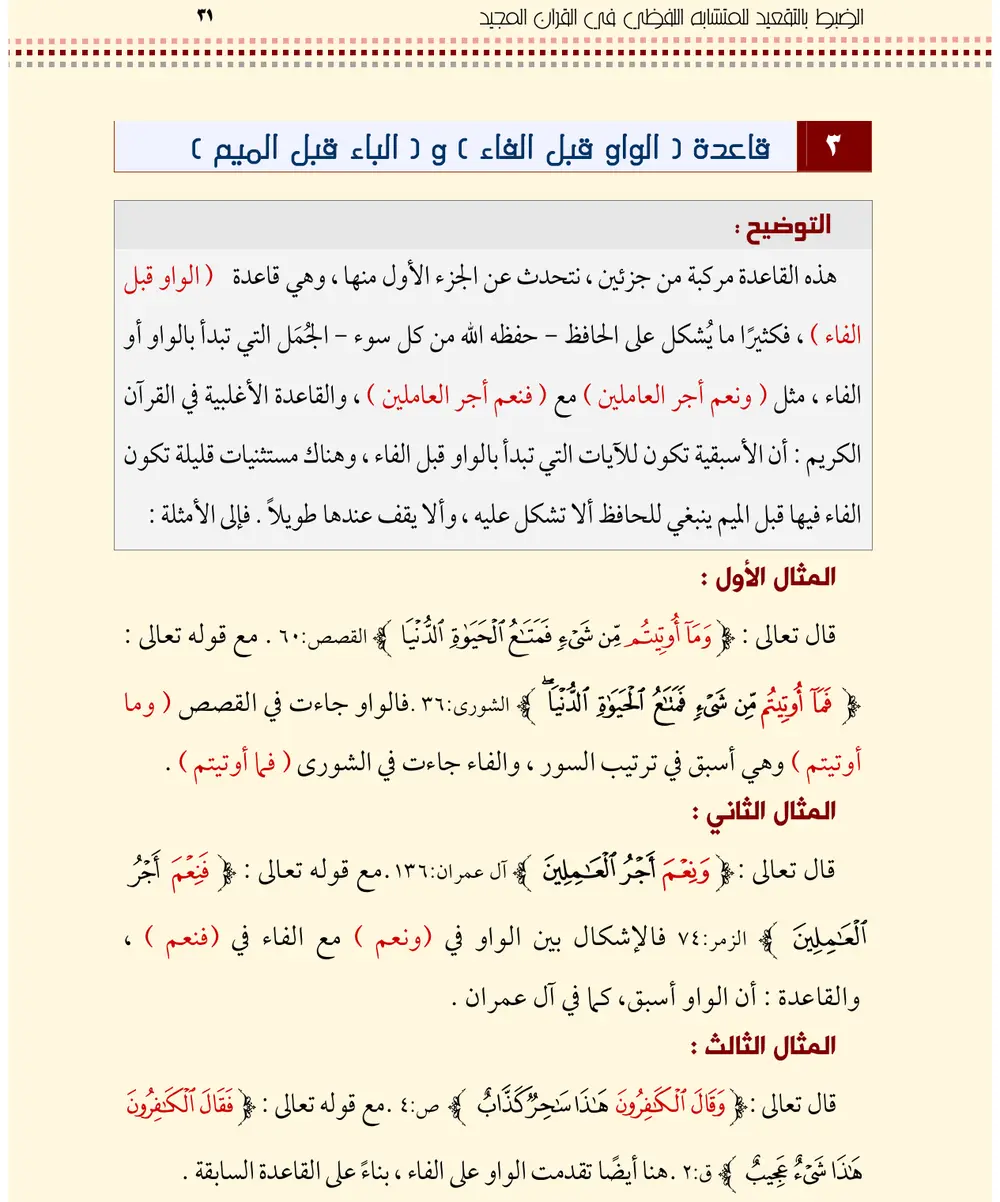 الضبط بالتقعيد للمتشابه اللفظي في القرآن المجيد ٣١
٣ قاعدة ( الواو قبل الفاء ) و ( الباء قبل الميم )
التوضيح :
هذه القاعدة مركبة من جزئين ، نتحدث عن الجزء الأول منها ، وهي قاعدة ( الواو قبل
الفاء ) ، فكثيرًا ما يُشكل على الحافظ – حفظه الله من كل سوء – الجُمَل التي تبدأ بالواو أو
الفاء ، مثل ( ونعم أجر العاملين ) مع ( فنعم أجر العاملين ) ، والقاعدة الأغلبية في القرآن
الكريم : أن الأسبقية تكون للآيات التي تبدأ بالواو قبل الفاء ، وهناك مستثنيات قليلة تكون
الفاء فيها قبل الميم ينبغي للحافظ ألا تشكل عليه ، وألا يقف عندها طويلاً . فإلى الأمثلة :
المثال الأول :
قال تعالى : ﴿ وَمَآ أُوتِيتُم مِّن شَىْءٍ فَمَتَـٰعُ ٱلْحَيَوٰةِ ٱلدُّنْيَا ﴾ القصص:٦٠ . مع قوله تعالى :
﴿ فَمَآ أُوتِيتُم مِّن شَىْءٍ فَمَتَـٰعُ ٱلْحَيَوٰةِ ٱلدُّنْيَا ۖ ﴾ الشورى:٣٦ .فالواو جاءت في القصص ( وما
أوتيتم ) وهي أسبق في ترتيب السور ، والفاء جاءت في الشورى ( فما أوتيتم ) .
المثال الثاني :
قال تعالى :﴿ وَنِعْمَ أَجْرُ ٱلْعَـٰمِلِينَ ﴾ آل عمران:١٣٦ .مع قوله تعالى : ﴿ فَنِعْمَ أَجْرُ
ٱلْعَـٰمِلِينَ ﴾ الزمر:٧٤ فالإشكال بين الواو في (ونعم ) مع الفاء في (فنعم ) ،
والقاعدة : أن الواو أسبق، كما في آل عمران .
المثال الثالث :
قال تعالى :﴿ وَقَالَ ٱلْكَـٰفِرُونَ هَـٰذَا سَـٰحِرٌ كَذَّابٌ ﴾ ص:٤ .مع قوله تعالى : ﴿ فَقَالَ ٱلْكَـٰفِرُونَ
هَـٰذَا شَىْءٌ عَجِيبٌ ﴾ ق:٢ .هنا أيضًا تقدمت الواو على الفاء ، بناءً على القاعدة السابقة .